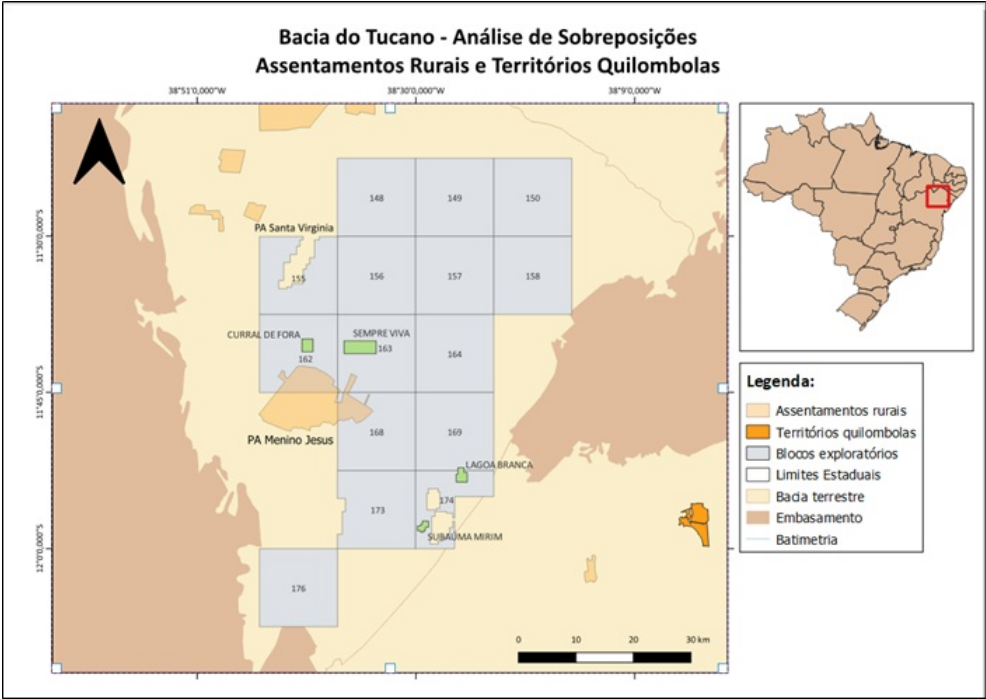 Bacia do Tucano - Análise de Sobreposições
Assentamentos Rurais e Territórios Quilombolas
38°51'0,000"W
38°30'0,000"W
38°9'0,000"W
11°30'0,000"S
11°45'0,000"S
12°0'0,000"S
148
149
150
PA Santa Virginia
155
156
157
158
CURRAL DE FORA
SEMPRE VIVA
162
163
164
PA Menino Jesus
168
169
LAGOA BRANCA
173
174
SUBAÚMA MIRIM
176
0
10
20
30 km
Legenda:
Assentamentos rurais
Territórios quilombolas
Blocos exploratórios
Limites Estaduais
Bacia terrestre
Embasamento
Batimetria